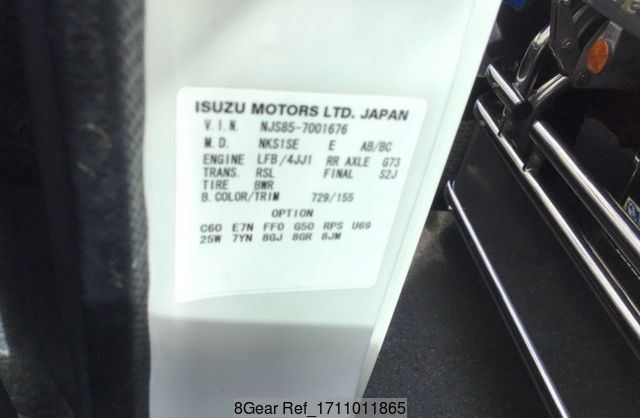 ISUZU MOTORS LTD. JAPAN
V.I.N. NJS85-7001676
M.D. NKS1SE E AB/BC
ENGINE LFB/4JJ1 RR AXLE G73
TRANS. RSL FINAL S2J
TIRE BWR
B.COLOR/TRIM 729/155
OPTION
C60 E7N FF0 G50 RPS U69
25W 7YN 8GJ 8GR 8JM
8Gear Ref_1711011865